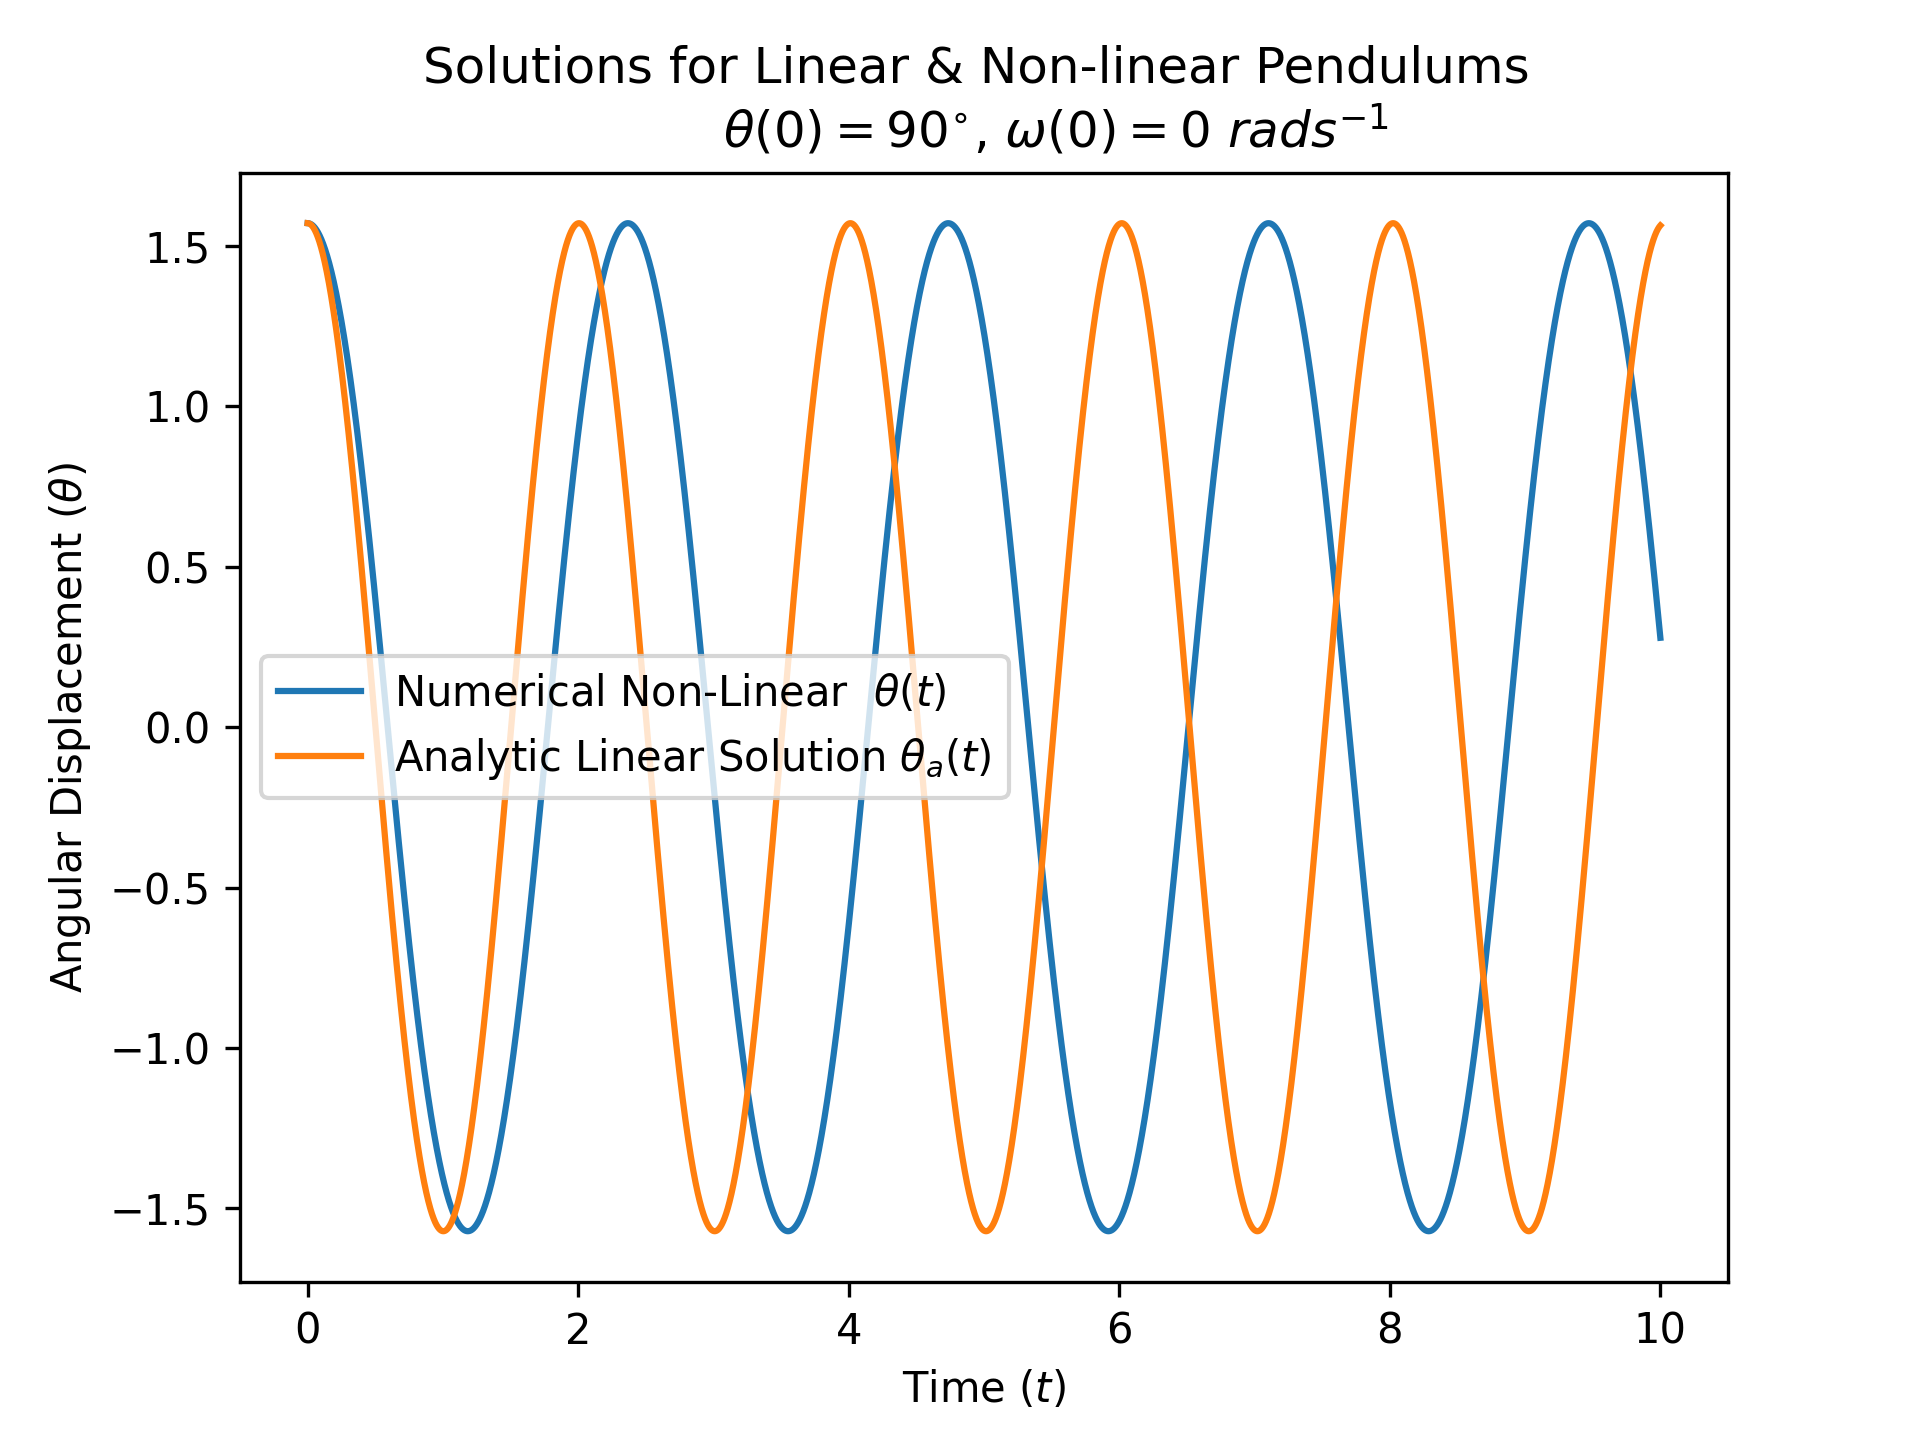 Solutions for Linear & Non-linear Pendulums
θ(0) = 90°, ω(0) = 0 rads⁻¹
1.5
1.0
0.5
0.0
−0.5
−1.0
−1.5
Angular Displacement (θ)
Numerical Non-Linear θ(t)
Analytic Linear Solution θₐ(t)
0 2 4 6 8 10
Time (t)